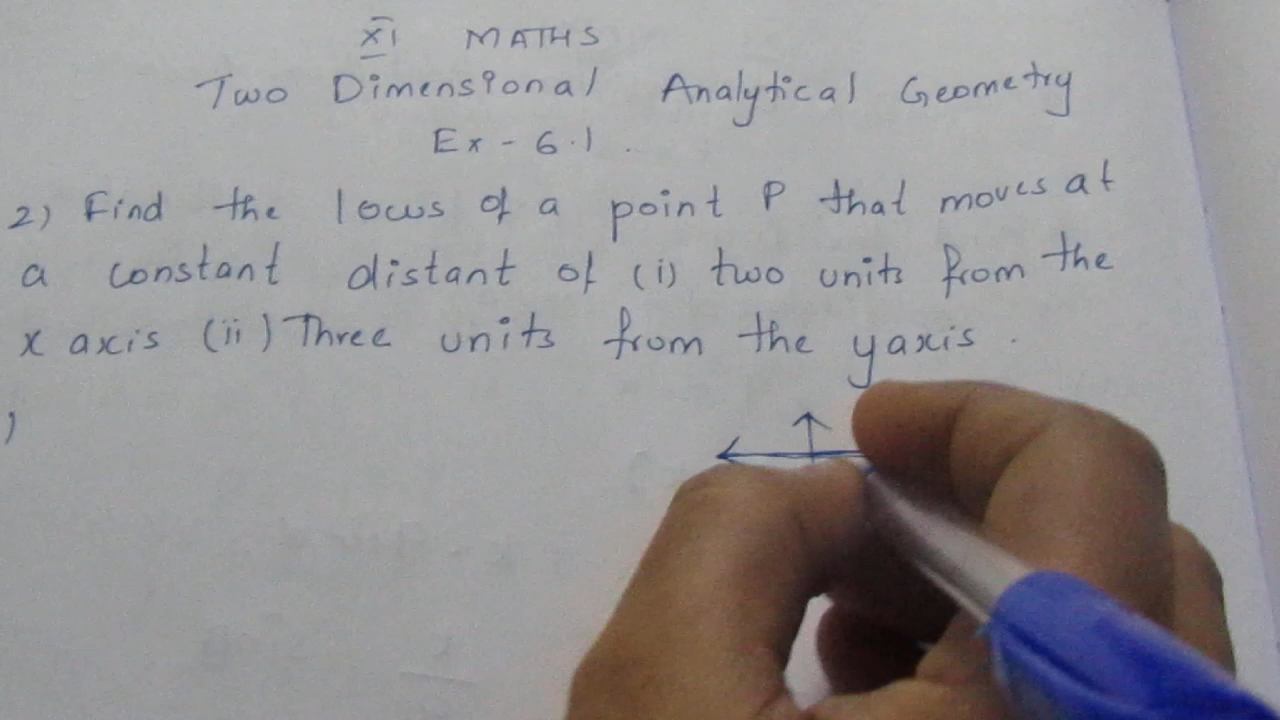 XI MATHS
Two Dimensional Analytical Geometry
Ex - 6.1.
2) Find the locus of a point P that moves at
a constant distant of (i) two units from the
x axis (ii) Three units from the yaxis.
)